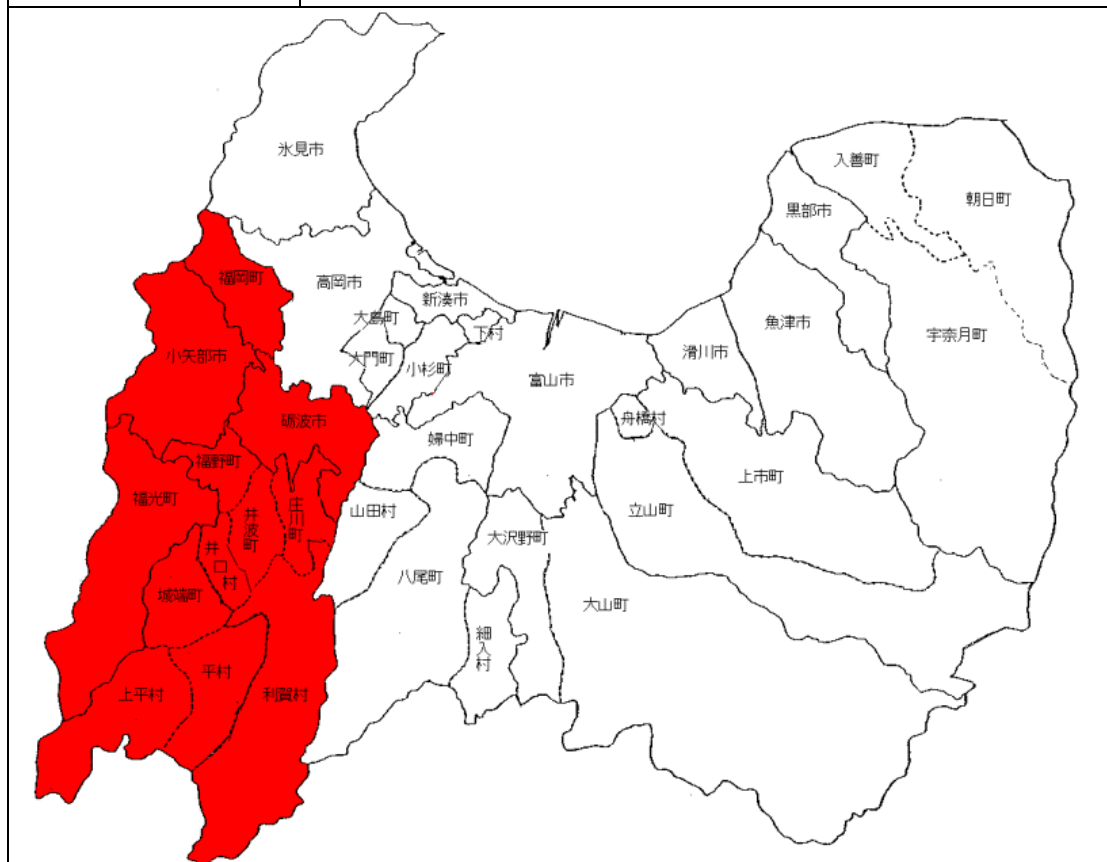 氷見市
入善町
朝日町
黒部市
福岡町
高岡市
新湊市
大島町
下村
魚津市
宇奈月町
小矢部市
大門町
小杉町
滑川市
富山市
砺波市
舟橋村
婦中町
福野町
上市町
福光町
庄川町
井波町
山田村
立山町
大沢野町
井口村
八尾町
城端町
大山町
細入村
平村
上平村
利賀村